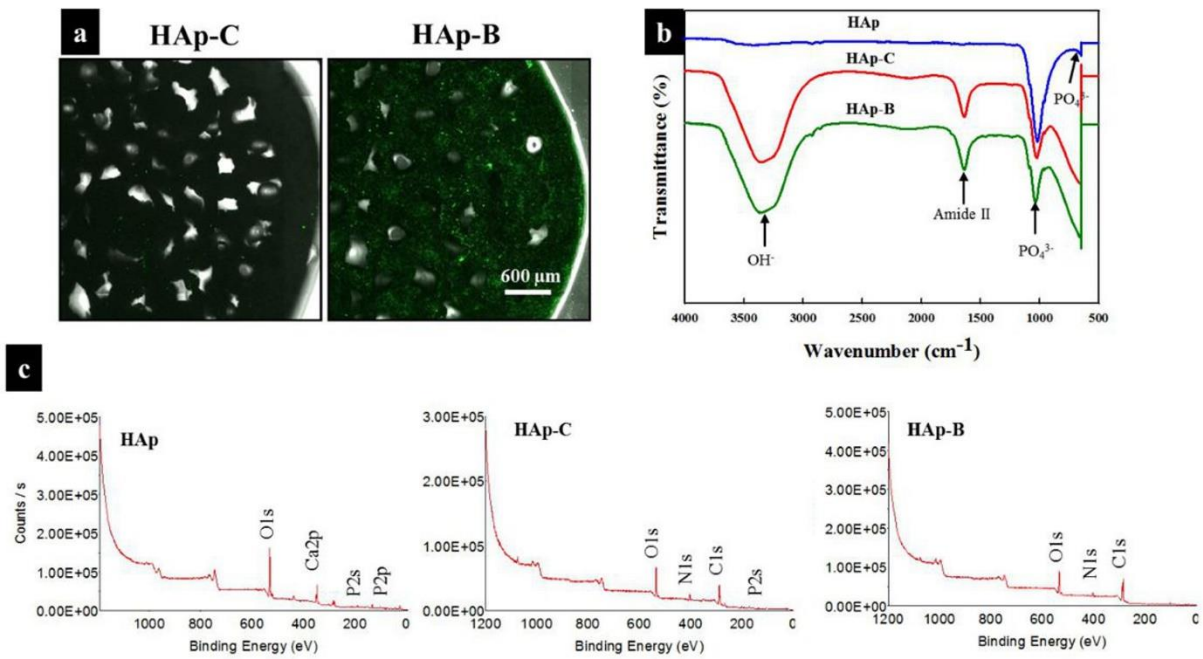 a
HAp-C
HAp-B
600 μm
b
HAp
HAp-C
HAp-B
PO₄³⁻
Amide II
PO₄³⁻
OH⁻
Transmittance (%)
4000 3500 3000 2500 2000 1500 1000 500
Wavenumber (cm⁻¹)
c
HAp
5.00E+05
4.00E+05
3.00E+05
2.00E+05
1.00E+05
0.00E+00
Counts / s
O1s
Ca2p
P2s
P2p
1000 800 600 400 200 0
Binding Energy (eV)
HAp-C
3.00E+05
2.00E+05
1.00E+05
0.00E+00
O1s
N1s
C1s
P2s
1200 1000 800 600 400 200 0
Binding Energy (eV)
HAp-B
5.00E+05
4.00E+05
3.00E+05
2.00E+05
1.00E+05
0.00E+00
O1s
N1s
C1s
1200 1000 800 600 400 200 0
Binding Energy (eV)